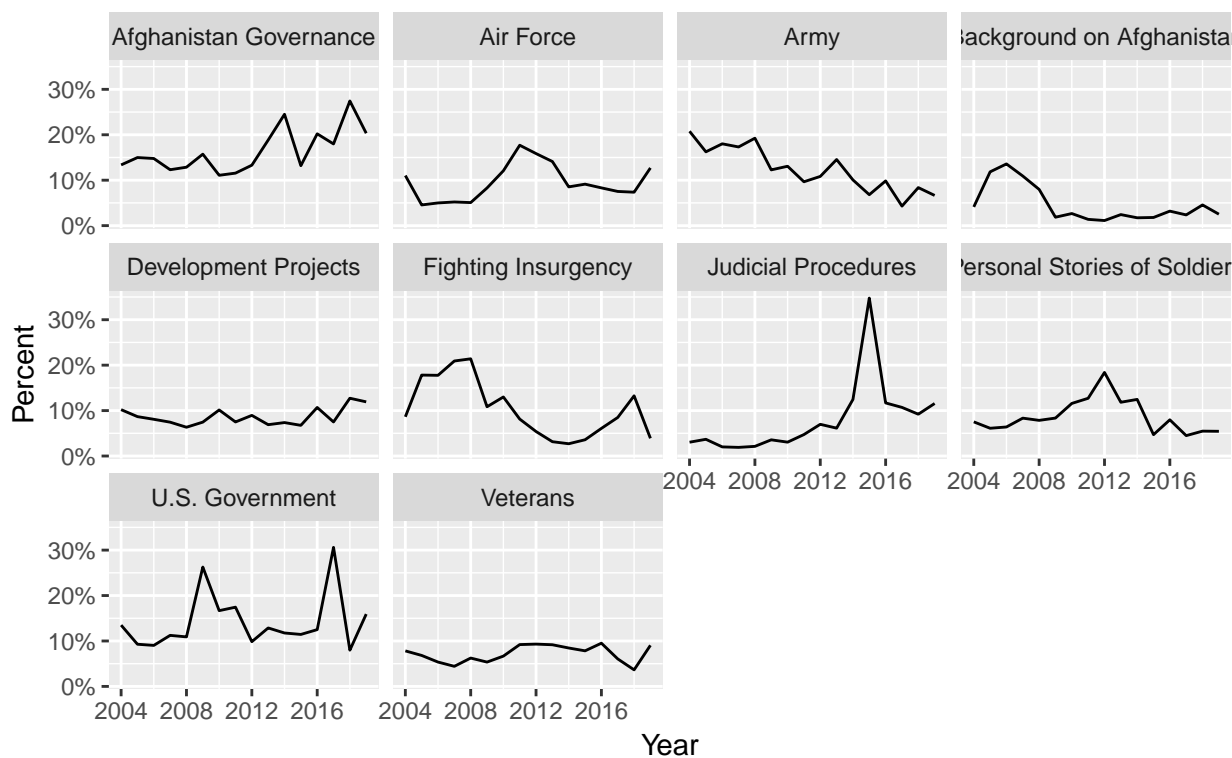 Afghanistan Governance Air Force Army Background on Afghanista
30%
20%
10%
0%
Development Projects Fighting Insurgency Judicial Procedures Personal Stories of Soldier
30%
20%
10%
0%
2004 2008 2012 2016 2004 2008 2012 2016
U.S. Government Veterans
30%
20%
10%
0%
2004 2008 2012 2016 2004 2008 2012 2016
Percent
Year